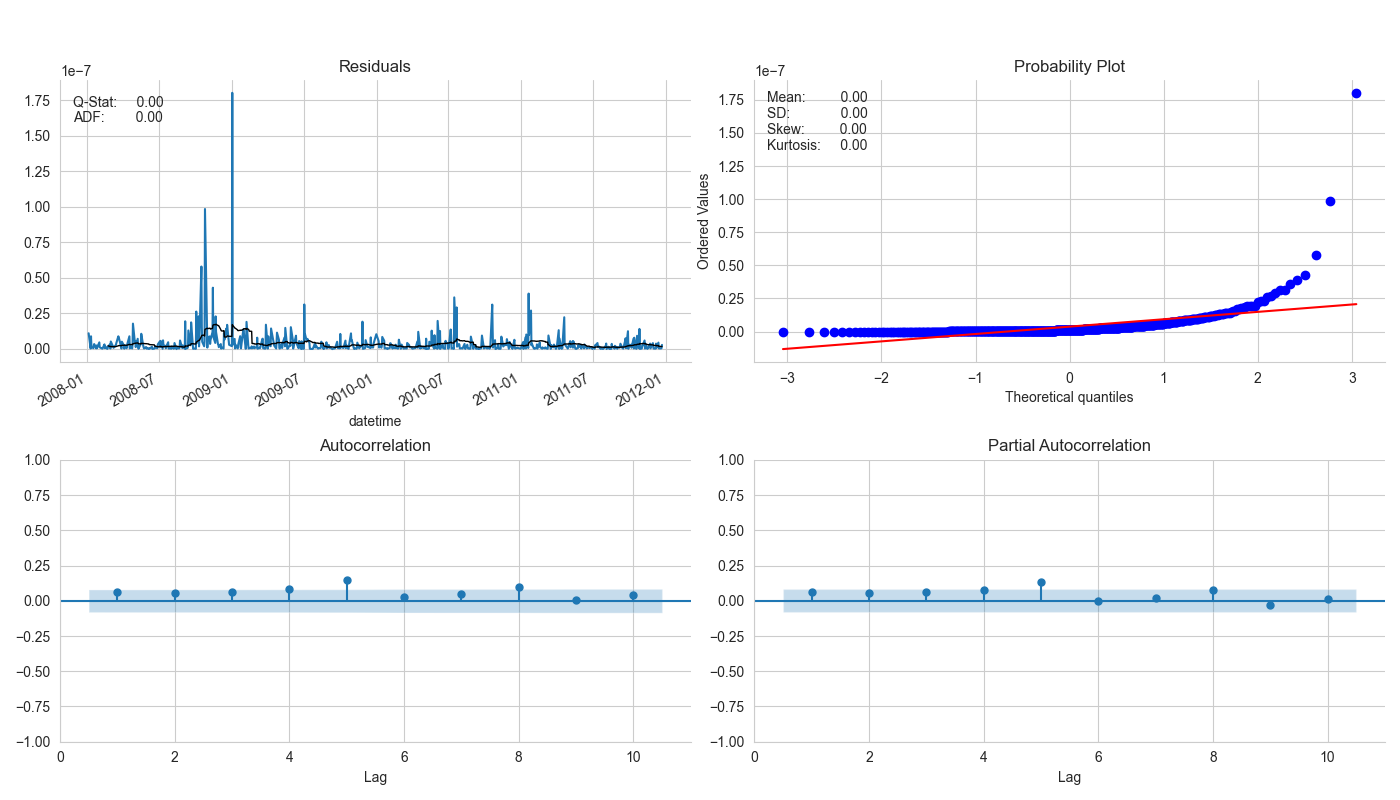 Residuals
1e−7
Q-Stat: 0.00
ADF: 0.00
1.75
1.50
1.25
1.00
0.75
0.50
0.25
0.00
2008-01
2008-07
2009-01
2009-07
2010-01
2010-07
2011-01
2011-07
2012-01
datetime
Probability Plot
1e−7
Mean: 0.00
SD: 0.00
Skew: 0.00
Kurtosis: 0.00
Ordered Values
1.75
1.50
1.25
1.00
0.75
0.50
0.25
0.00
−3 −2 −1 0 1 2 3
Theoretical quantiles
Autocorrelation
1.00
0.75
0.50
0.25
0.00
−0.25
−0.50
−0.75
−1.00
0 2 4 6 8 10
Lag
Partial Autocorrelation
1.00
0.75
0.50
0.25
0.00
−0.25
−0.50
−0.75
−1.00
0 2 4 6 8 10
Lag